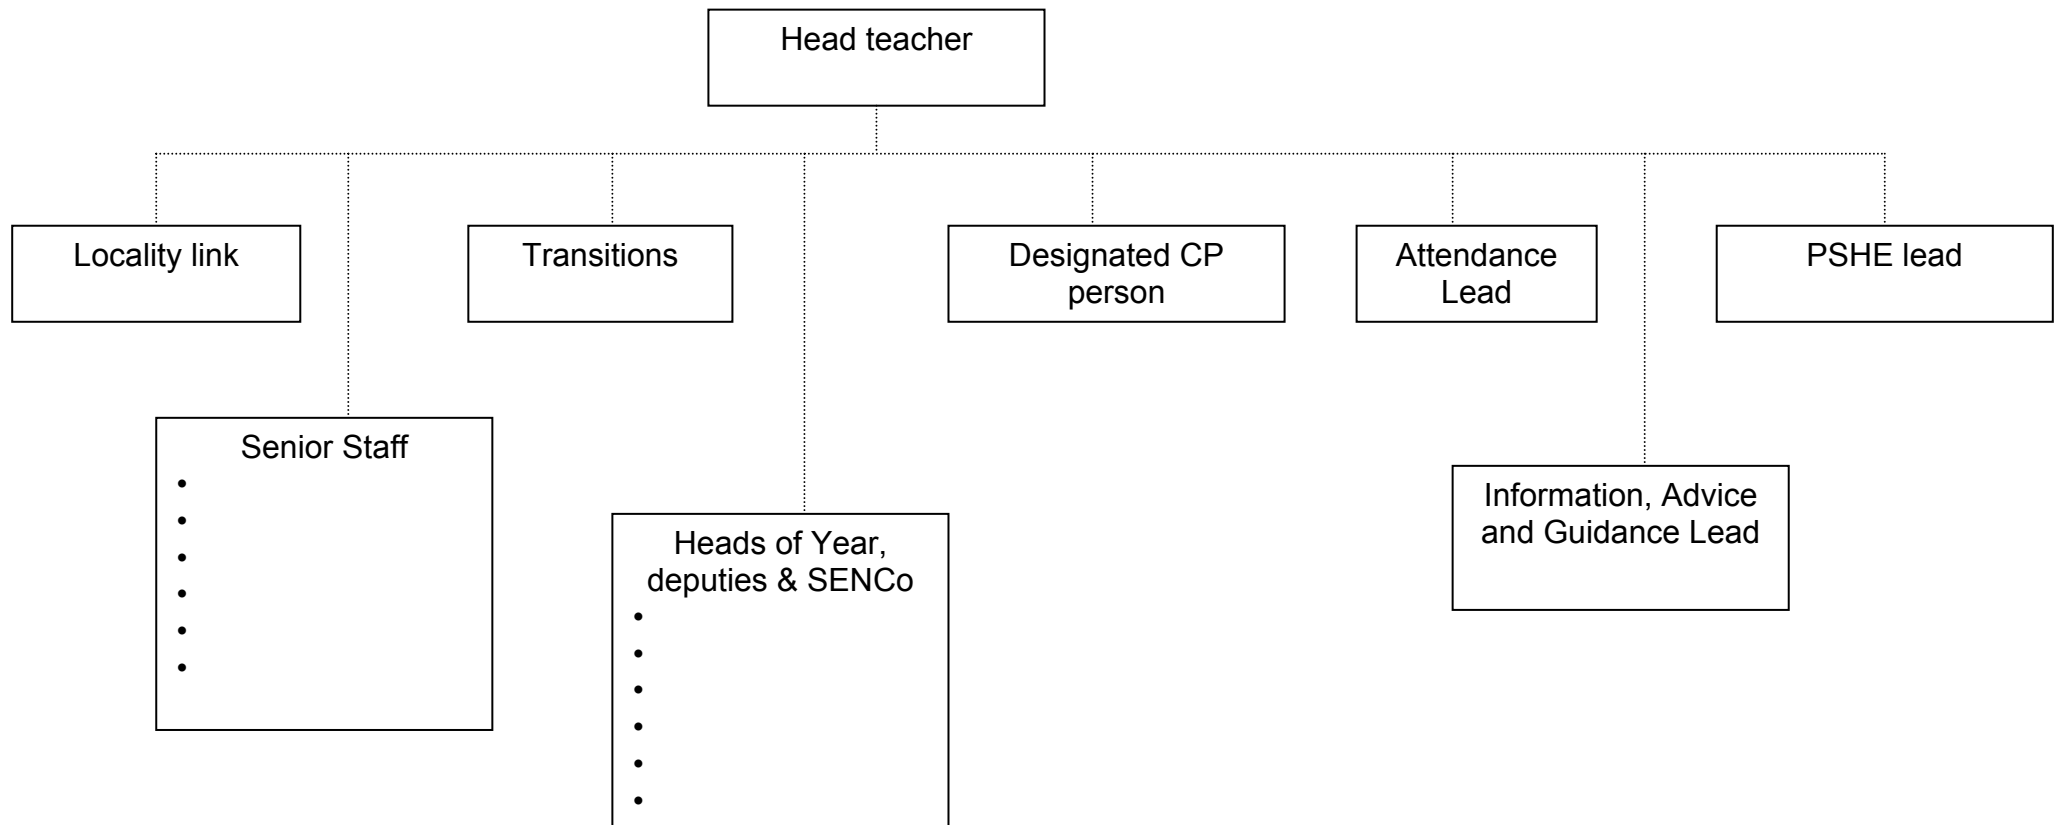 Head teacher
Locality link
Transitions
Designated CP
person
Attendance
Lead
PSHE lead
Senior Staff
•
•
•
•
•
•
Information, Advice
and Guidance Lead
Heads of Year,
deputies & SENCo
•
•
•
•
•
•